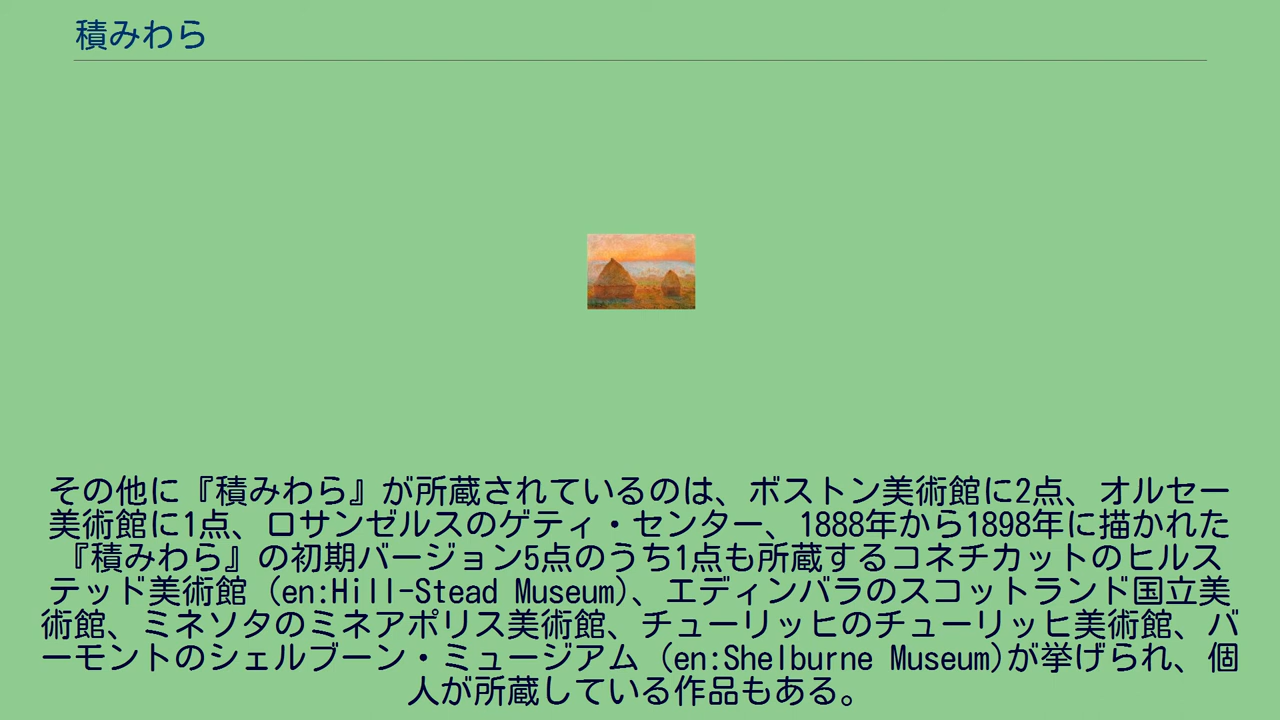 積みわら
その他に『積みわら』が所蔵されているのは、ボストン美術館に2点、オルセー
美術館に1点、ロサンゼルスのゲティ・センター、1888年から1898年に描かれた
『積みわら』の初期バージョン5点のうち1点も所蔵するコネチカットのヒルス
テッド美術館 (en:Hill-Stead Museum)、エディンバラのスコットランド国立美
術館、ミネソタのミネアポリス美術館、チューリッヒのチューリッヒ美術館、バ
ーモントのシェルブーン・ミュージアム (en:Shelburne Museum)が挙げられ、個
人が所蔵している作品もある。